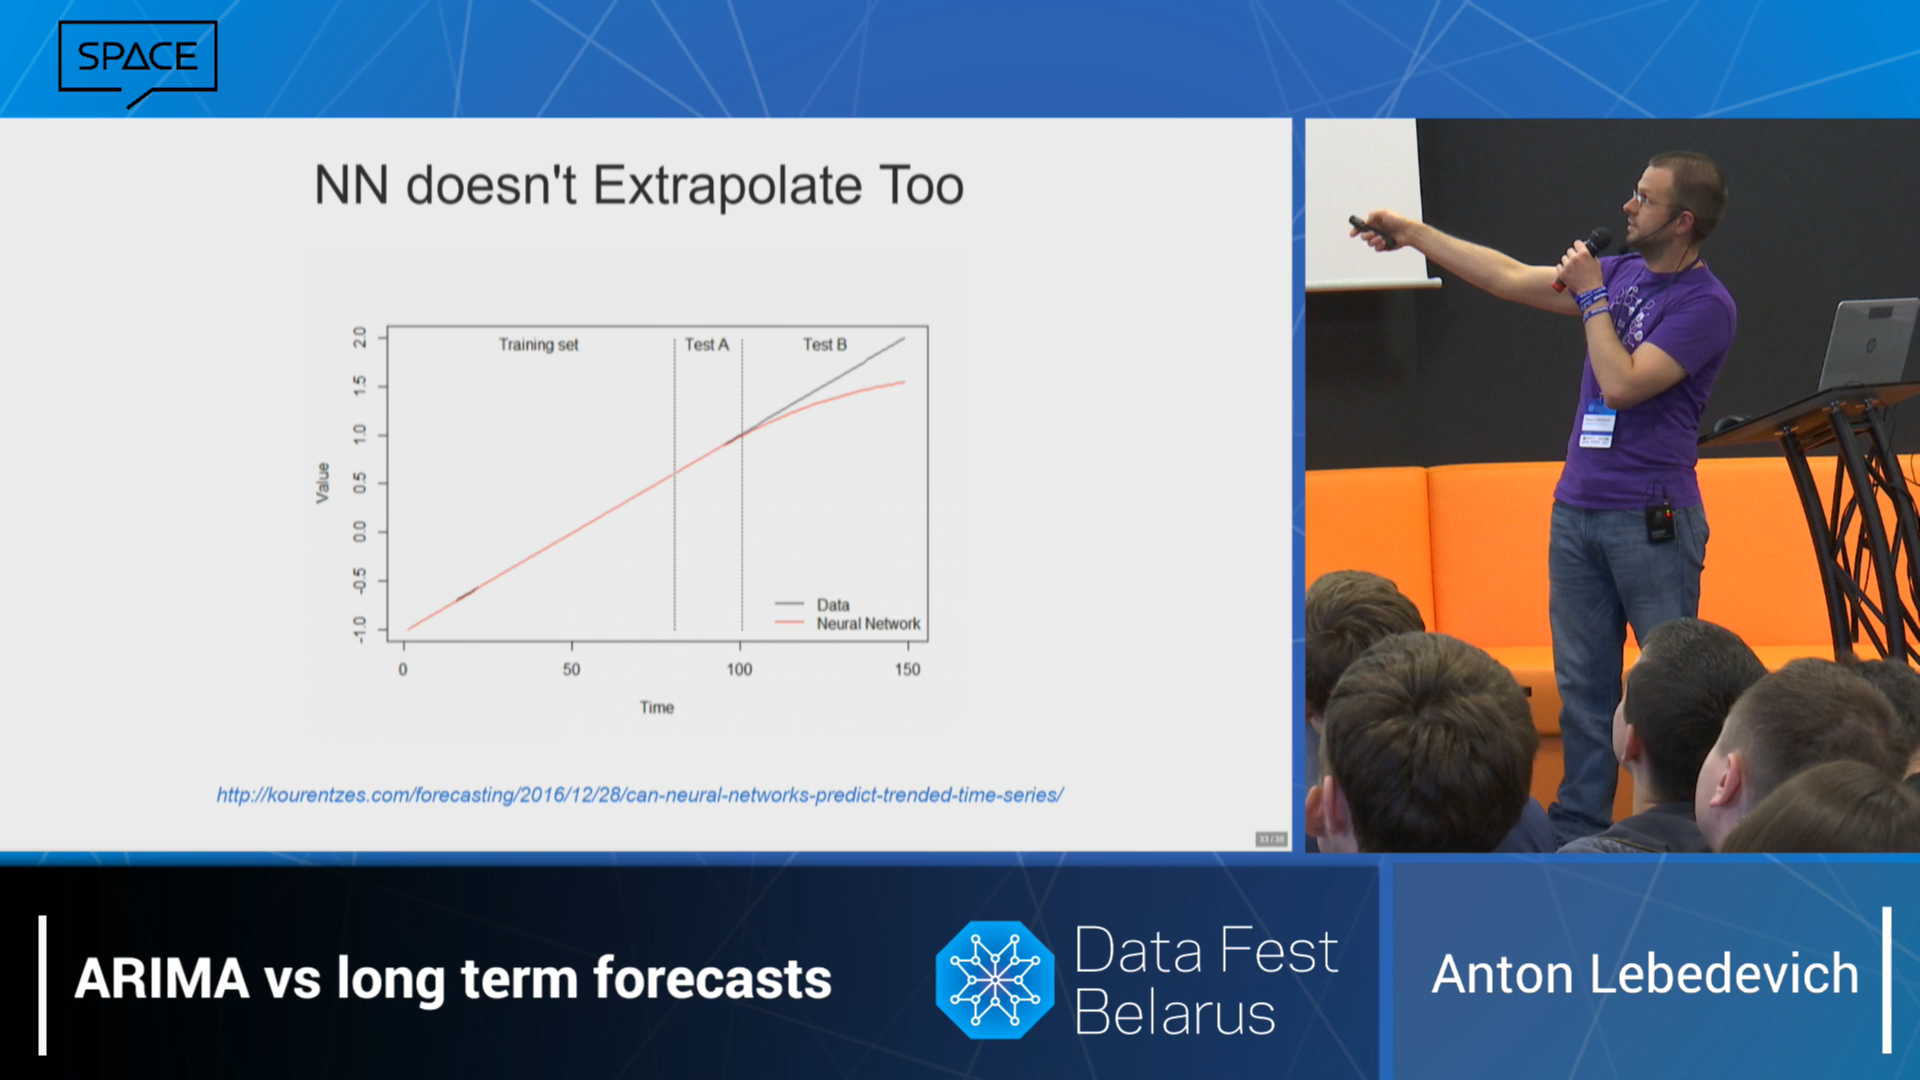 SPACE
NN doesn't Extrapolate Too
Training set
Test A
Test B
2.0
1.5
1.0
0.5
0.0
-0.5
-1.0
Value
Data
Neural Network
0
50
100
150
Time
http://kourentzes.com/forecasting/2016/12/28/can-neural-networks-predict-trended-time-series/
33 / 38
ARIMA vs long term forecasts
Data Fest
Belarus
Anton Lebedevich